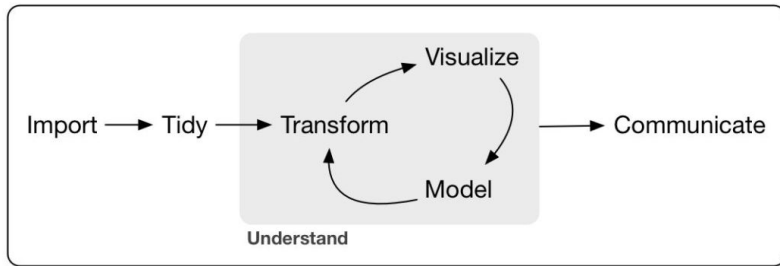 Visualize
Import
Tidy
Transform
Communicate
Model
Understand